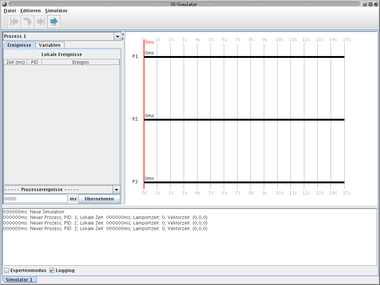 VS-Simulator
Datei Editieren Simulator
Prozess 1
Ereignisse Variablen
Lokale Ereignisse
Zeit (ms) PID Ereignis
0ms 1s 2s 3s 4s 5s 6s 7s 8s 9s 10s 11s 12s 13s 14s 15s
P1: 0ms
P2: 0ms
P3: 0ms
0s 1s 2s 3s 4s 5s 6s 7s 8s 9s 10s 11s 12s 13s 14s 15s
----- Prozessereignisse -----
0000 ms Übernehmen
000000ms: Neue Simulation
000000ms: Neuer Prozess; PID: 1; Lokale Zeit: 000000ms; Lamportzeit: 0; Vektorzeit: (0,0,0)
000000ms: Neuer Prozess; PID: 2; Lokale Zeit: 000000ms; Lamportzeit: 0; Vektorzeit: (0,0,0)
000000ms: Neuer Prozess; PID: 3; Lokale Zeit: 000000ms; Lamportzeit: 0; Vektorzeit: (0,0,0)
Expertenmodus Logging
Simulator 1